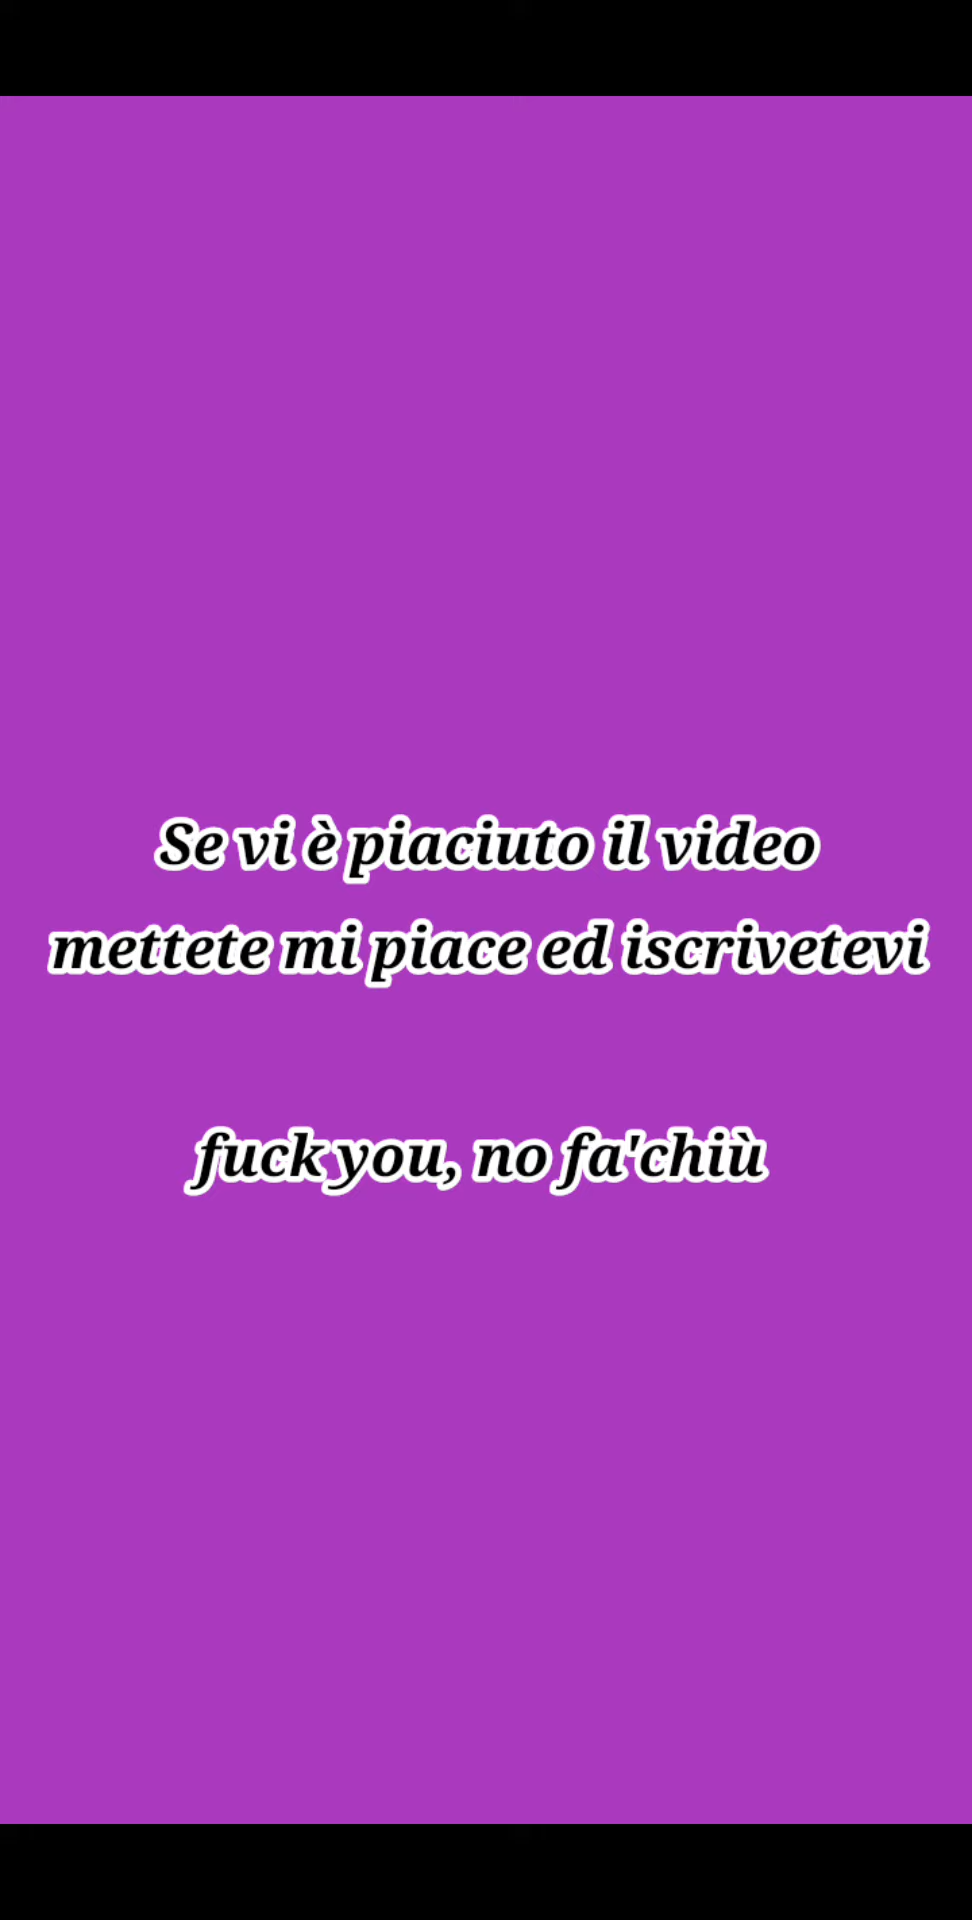 Se vi è piaciuto il video
mettete mi piace ed iscrivetevi
fuck you, no fa'chiù